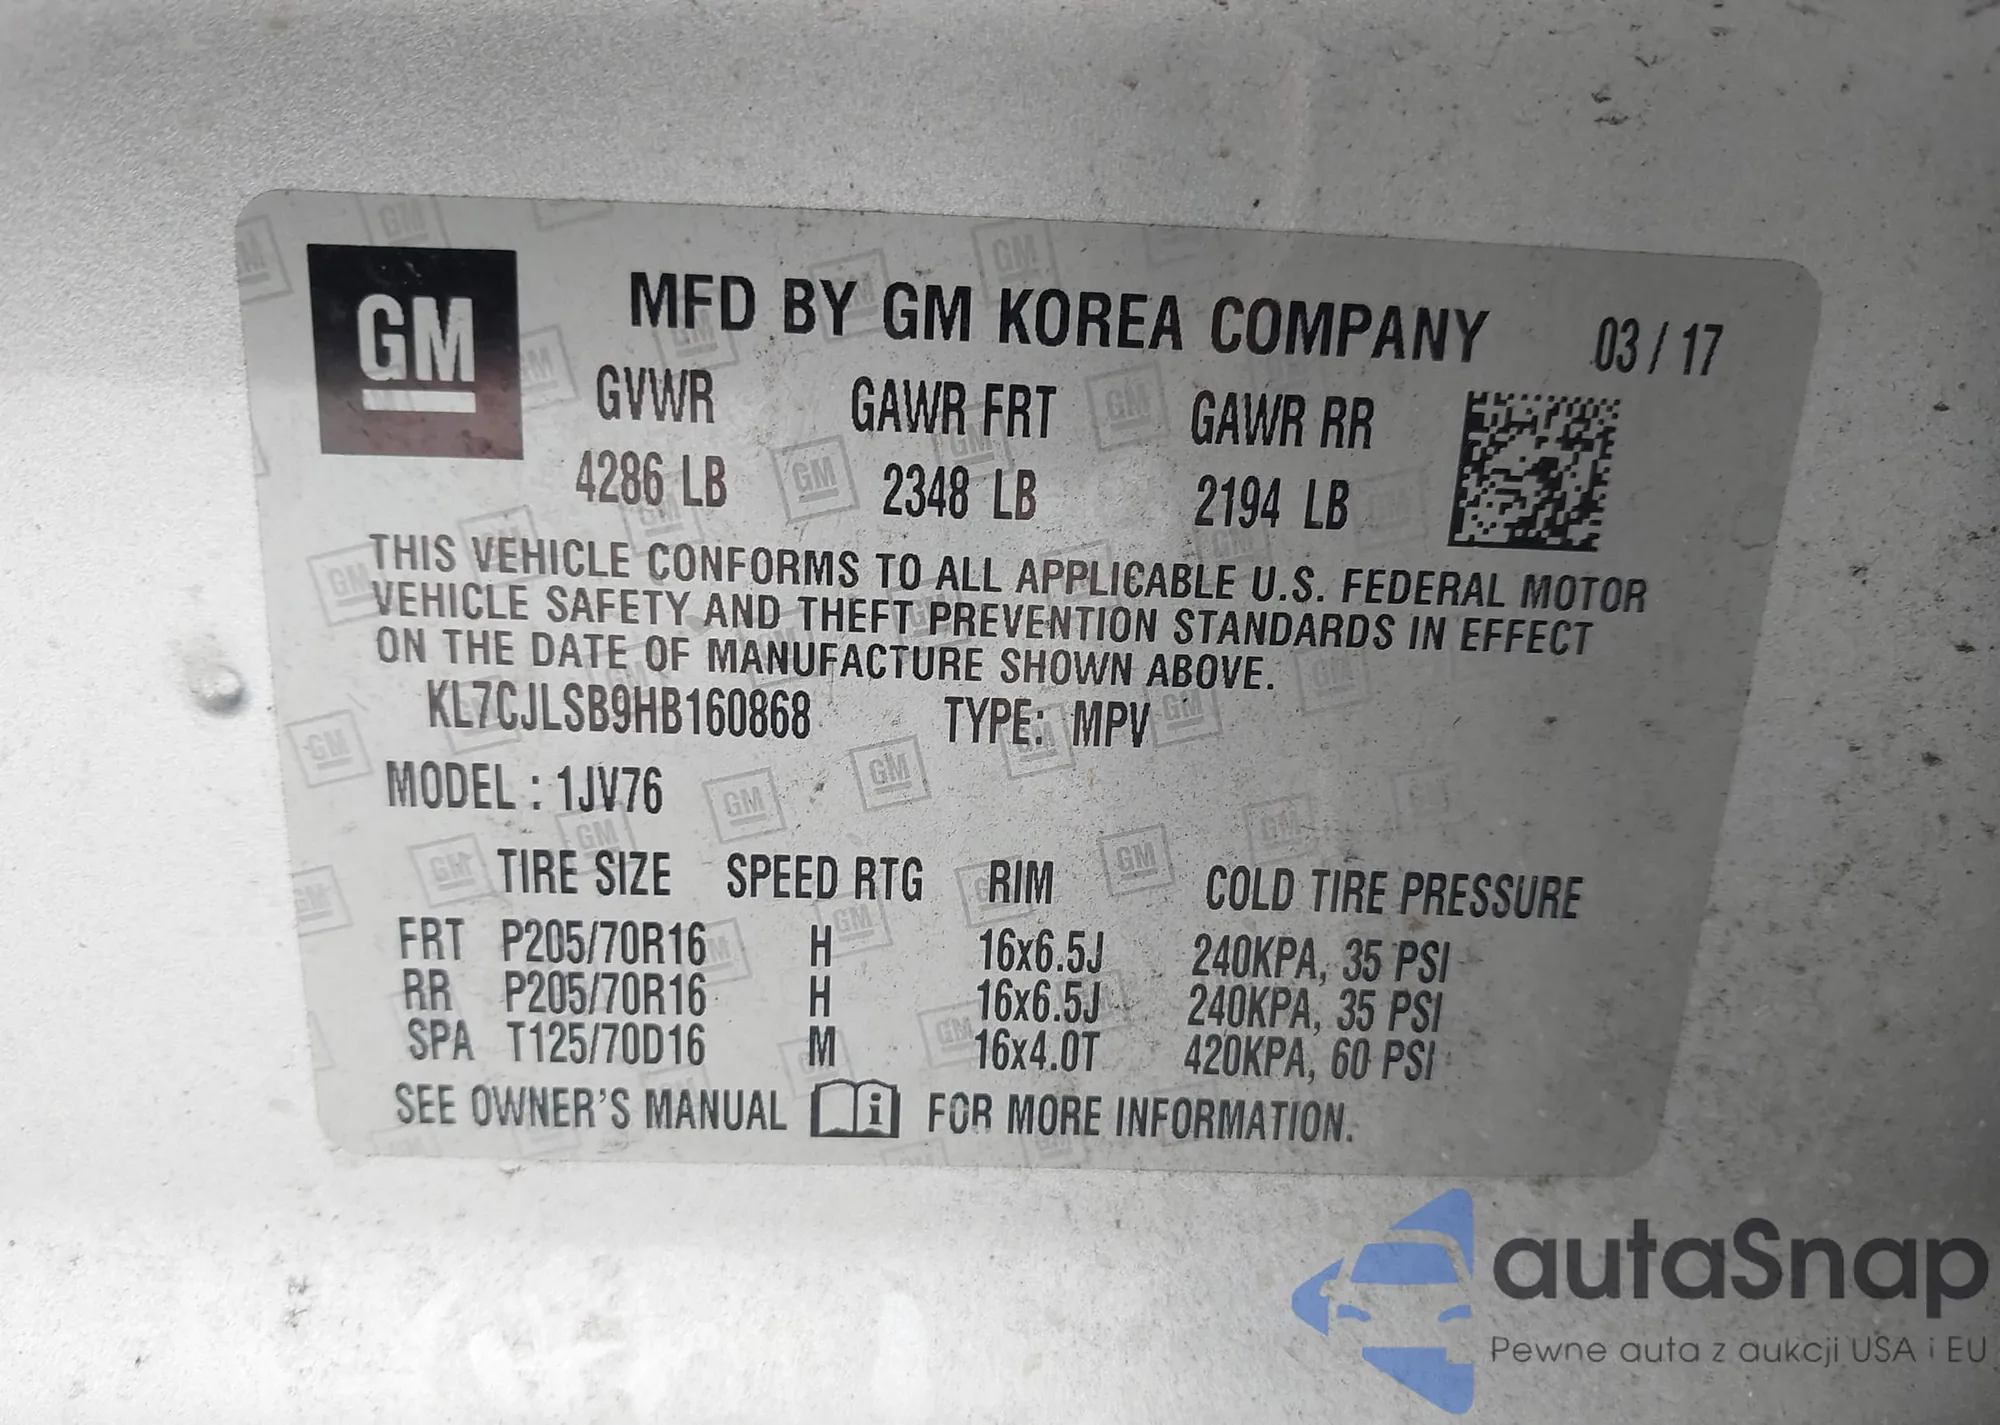 GM
MFD BY GM KOREA COMPANY 03 / 17
GVWR GAWR FRT GAWR RR
4286 LB 2348 LB 2194 LB
THIS VEHICLE CONFORMS TO ALL APPLICABLE U.S. FEDERAL MOTOR
VEHICLE SAFETY AND THEFT PREVENTION STANDARDS IN EFFECT
ON THE DATE OF MANUFACTURE SHOWN ABOVE.
KL7CJLSB9HB160868 TYPE: MPV
MODEL : 1JV76
TIRE SIZE SPEED RTG RIM COLD TIRE PRESSURE
FRT P205/70R16 H 16x6.5J 240KPA, 35 PSI
RR P205/70R16 H 16x6.5J 240KPA, 35 PSI
SPA T125/70D16 M 16x4.0T 420KPA, 60 PSI
SEE OWNER'S MANUAL i FOR MORE INFORMATION.
autaSnap
Pewne auta z aukcji USA i EU